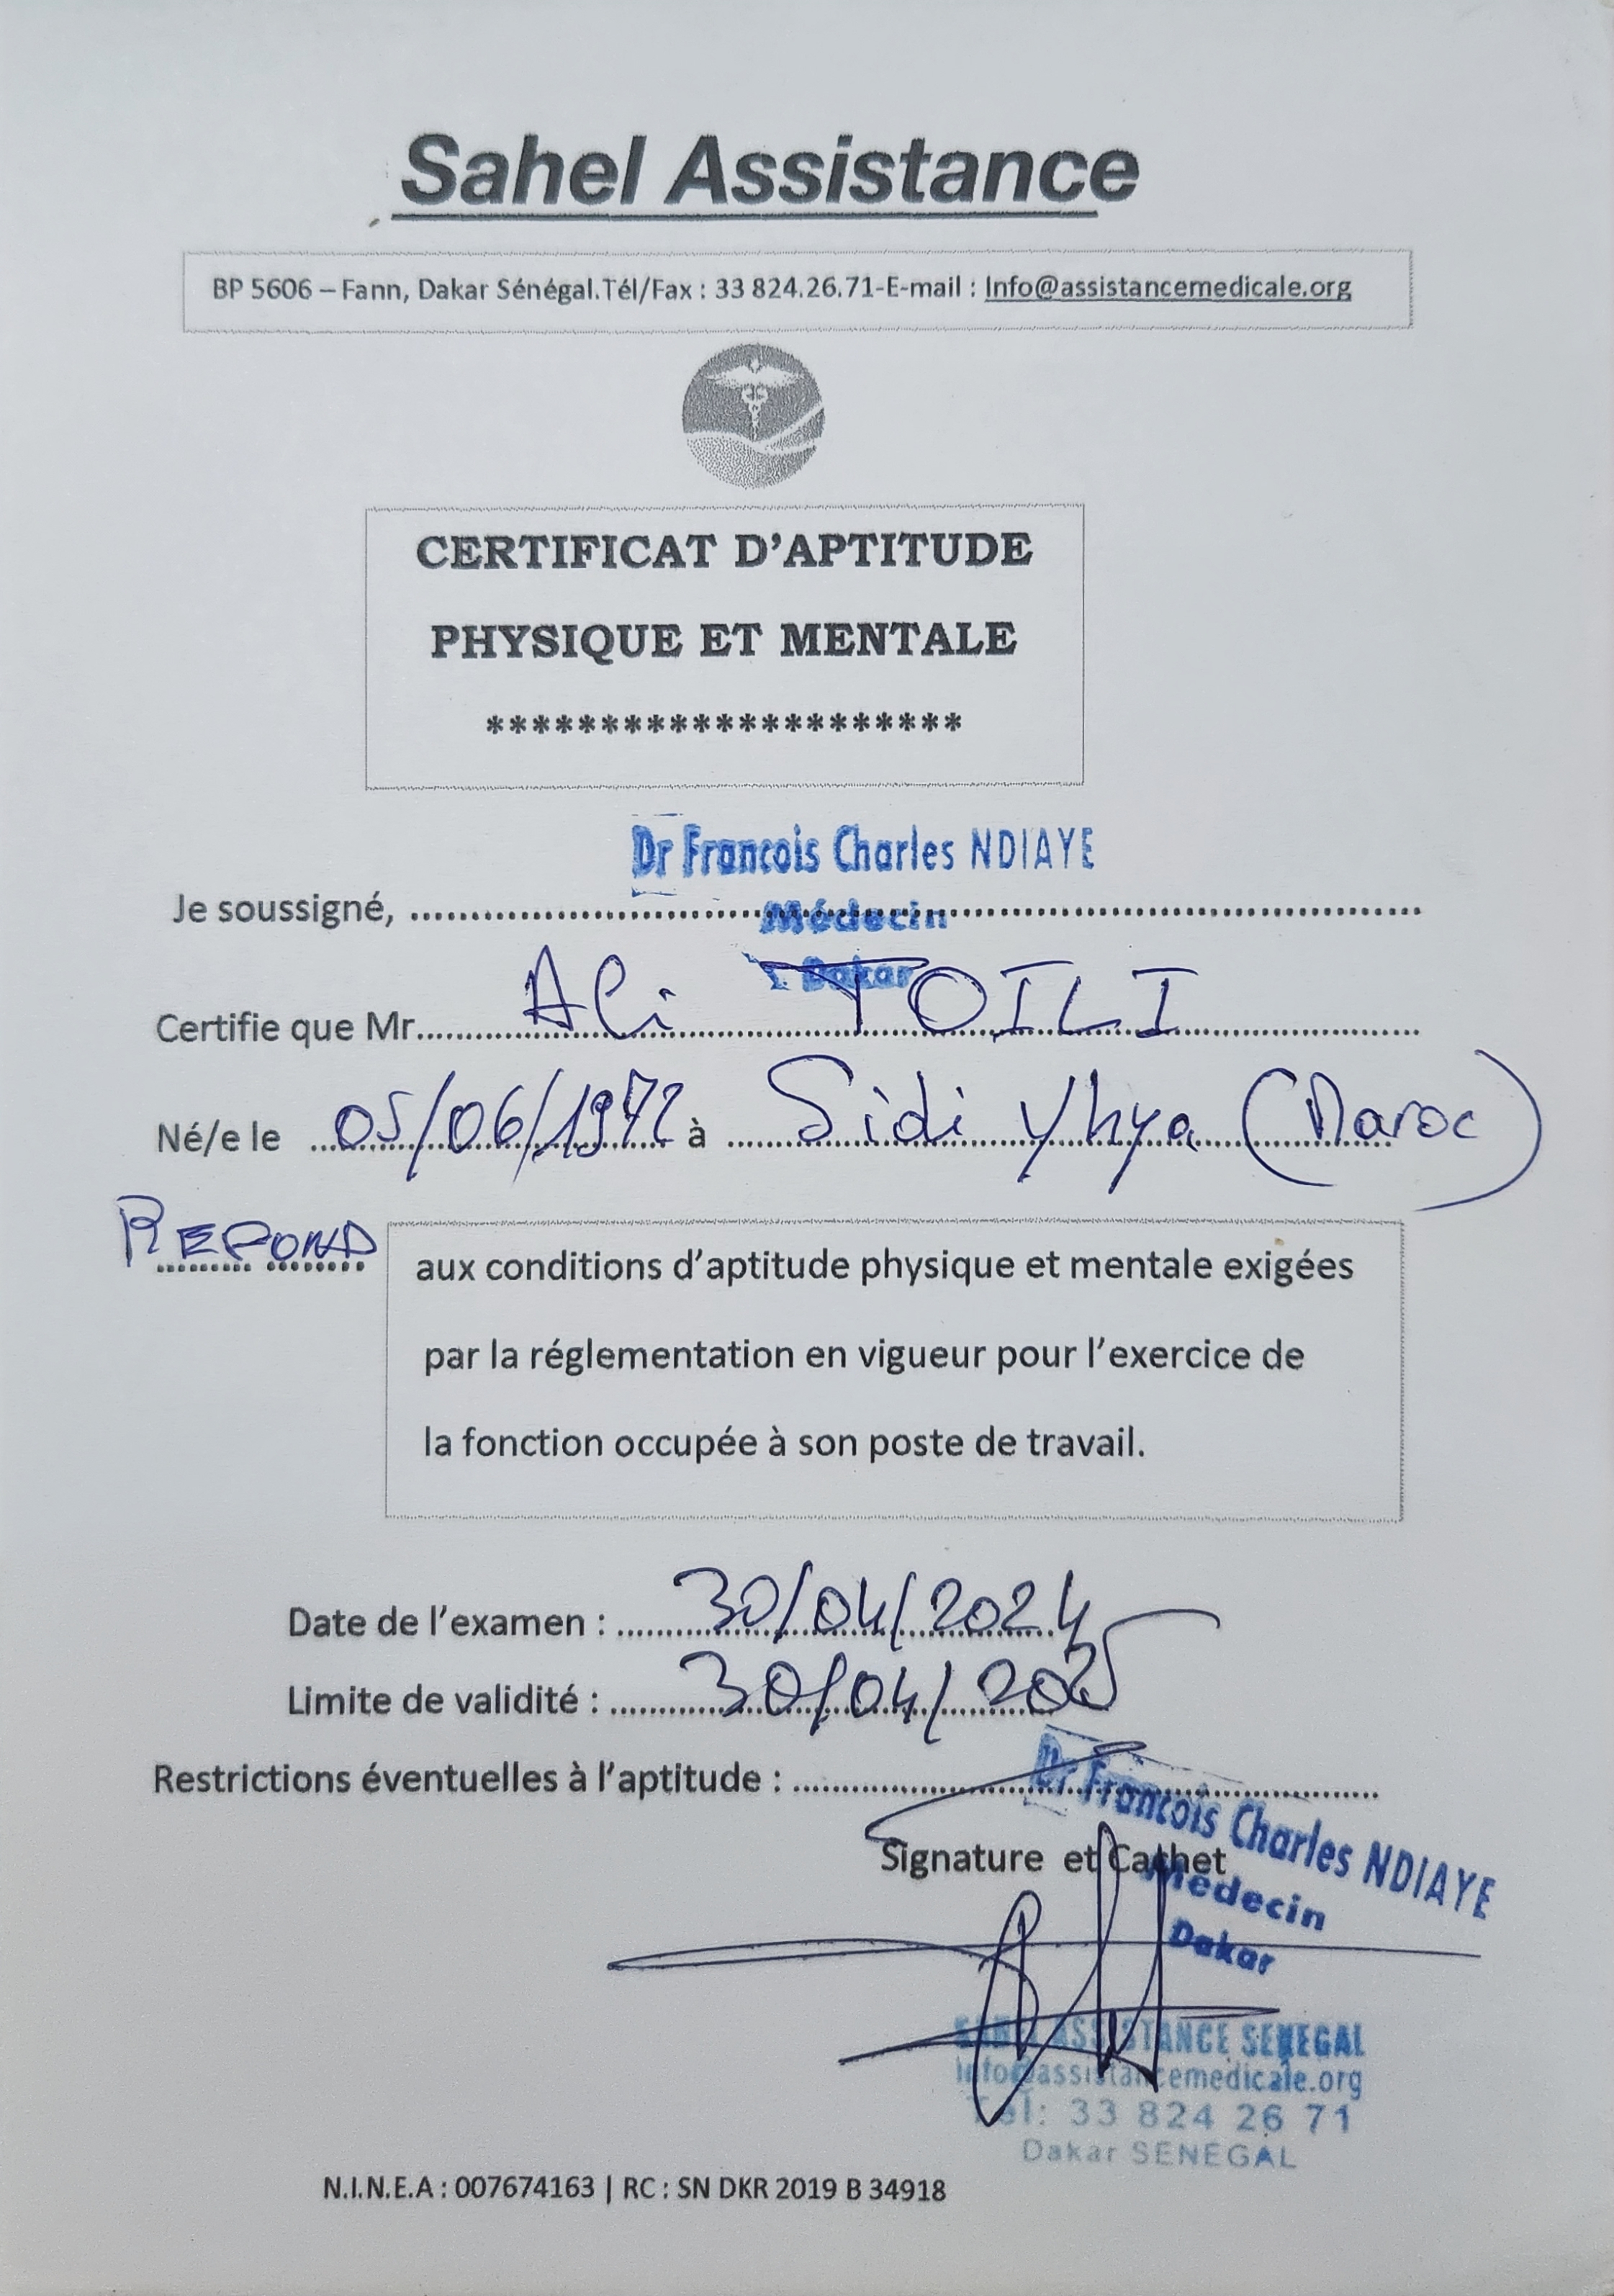 Sahel Assistance
BP 5606 – Fann, Dakar Sénégal.Tél/Fax : 33 824.26.71-E-mail : Info@assistancemedicale.org
CERTIFICAT D'APTITUDE
PHYSIQUE ET MENTALE
*********************
Dr Francois Charles NDIAYE
Je soussigné, ........................................
Médecin
Dakar
Certifie que Mr. Ali TOILI
Né/e le 05/06/1972 à Sidi Yhya (Maroc)
REPOND
aux conditions d'aptitude physique et mentale exigées
par la réglementation en vigueur pour l'exercice de
la fonction occupée à son poste de travail.
Date de l'examen : 30/04/2024
Limite de validité : 30/04/2025
Restrictions éventuelles à l'aptitude : ........................................
Dr Francois Charles NDIAYE
Signature et Cachet
Médecin
Dakar
SAHEL ASSISTANCE SENEGAL
info@assistancemedicale.org
Tél: 33 824 26 71
Dakar SENEGAL
N.I.N.E.A : 007674163 | RC : SN DKR 2019 B 34918